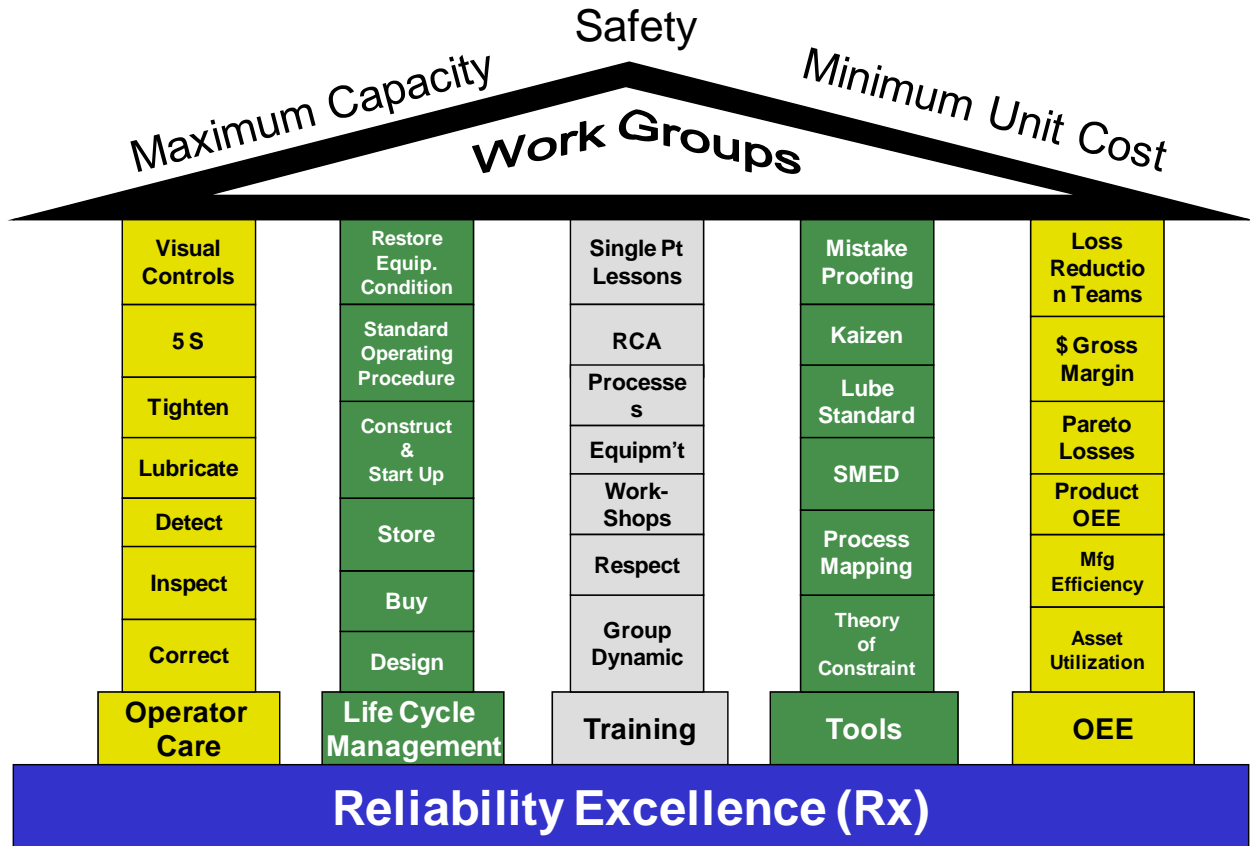 Safety
Maximum Capacity
Minimum Unit Cost
Work Groups
Visual
Controls
5 S
Tighten
Lubricate
Detect
Inspect
Correct
Operator
Care
Restore
Equip.
Condition
Standard
Operating
Procedure
Construct
&
Start Up
Store
Buy
Design
Life Cycle
Management
Single Pt
Lessons
RCA
Processe
s
Equipm't
Work-
Shops
Respect
Group
Dynamic
Training
Mistake
Proofing
Kaizen
Lube
Standard
SMED
Process
Mapping
Theory
of
Constraint
Tools
Loss
Reductio
n Teams
$ Gross
Margin
Pareto
Losses
Product
OEE
Mfg
Efficiency
Asset
Utilization
OEE
Reliability Excellence (Rx)